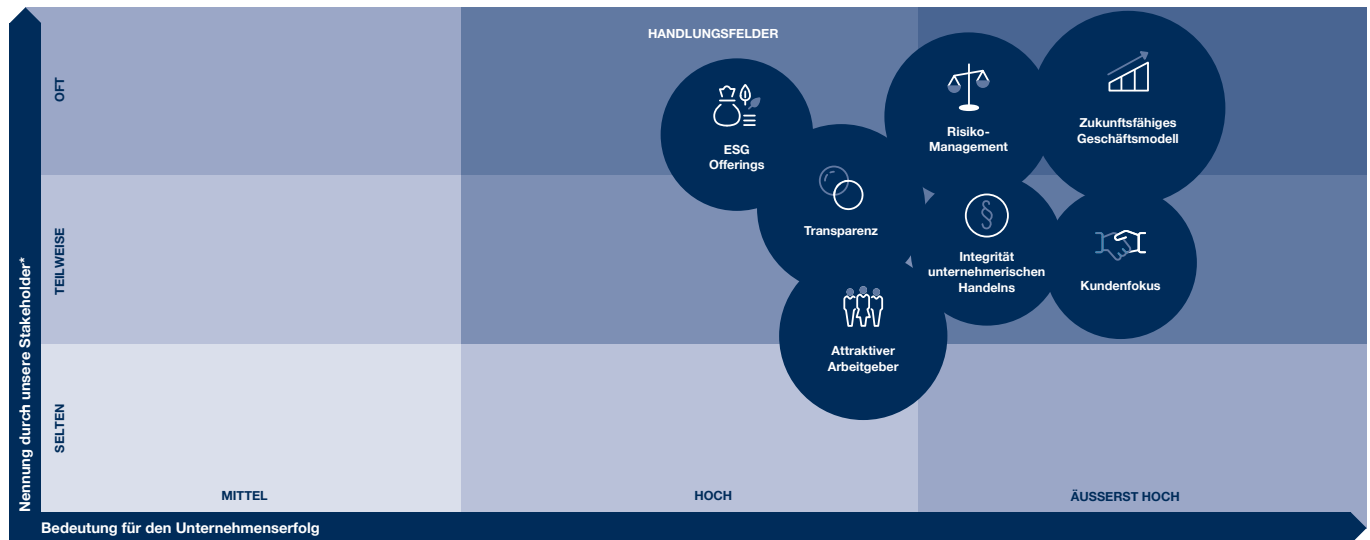 HANDLUNGSFELDER
OFT
ESG
Offerings
Risiko-
Management
Zukunftsfähiges
Geschäftsmodell
TEILWEISE
Transparenz
Integrität
unternehmerischen
Handelns
Kundenfokus
Attraktiver
Arbeitgeber
SELTEN
Nennung durch unsere Stakeholder*
MITTEL
HOCH
ÄUSSERST HOCH
Bedeutung für den Unternehmenserfolg